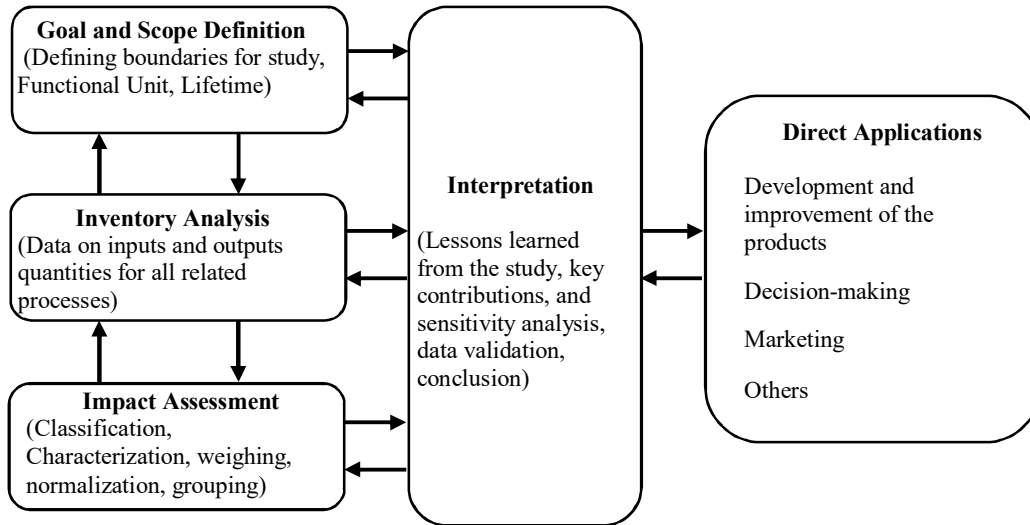 Goal and Scope Definition
(Defining boundaries for study,
Functional Unit, Lifetime)
Inventory Analysis
(Data on inputs and outputs
quantities for all related
processes)
Impact Assessment
(Classification,
Characterization, weighing,
normalization, grouping)
Interpretation
(Lessons learned
from the study, key
contributions, and
sensitivity analysis,
data validation,
conclusion)
Direct Applications
Development and
improvement of the
products
Decision-making
Marketing
Others